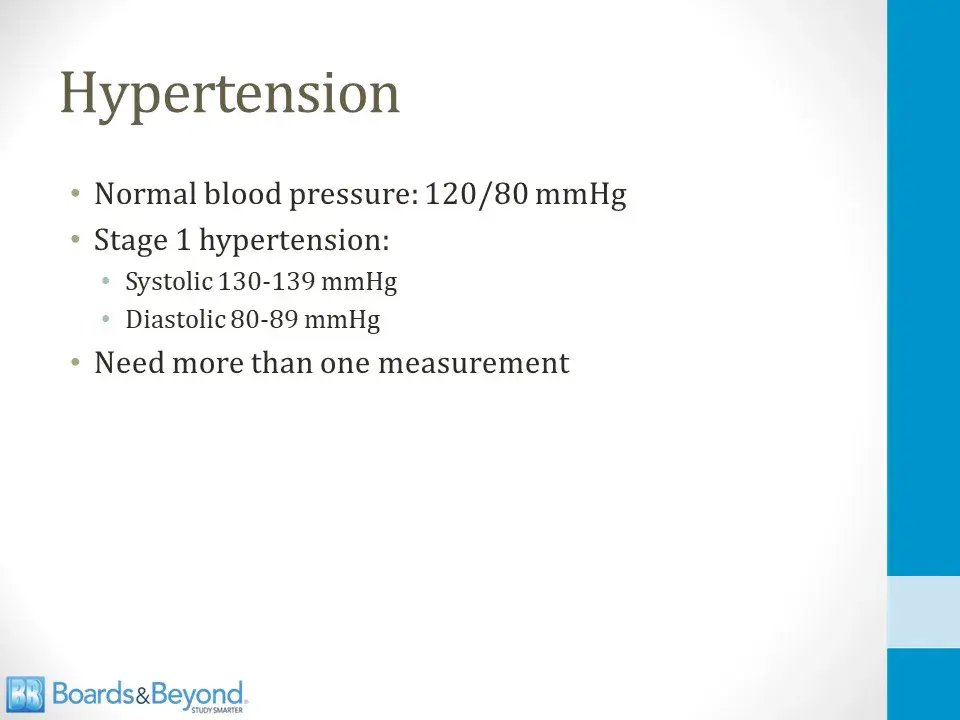 Hypertension
• Normal blood pressure: 120/80 mmHg
• Stage 1 hypertension:
• Systolic 130-139 mmHg
• Diastolic 80-89 mmHg
• Need more than one measurement
BB Boards&Beyond.
STUDY SMARTER